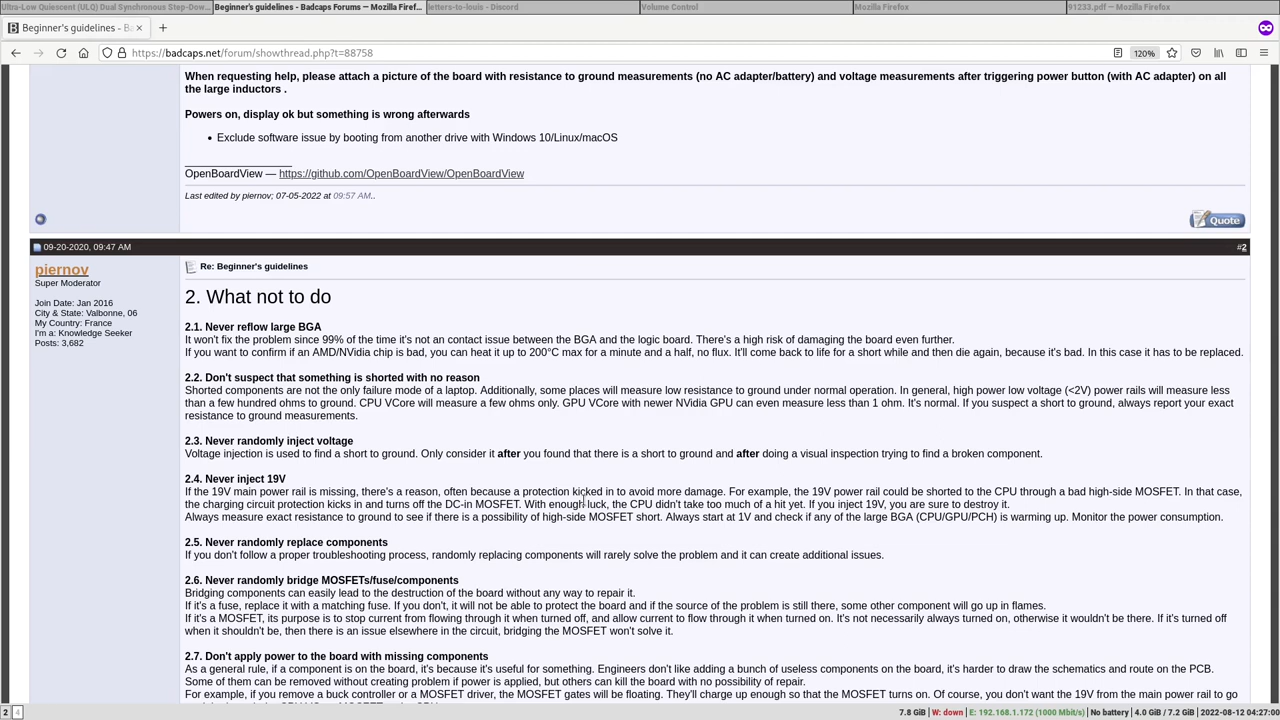 Ultra-Low Quiescent (ULQ) Dual Synchronous Step-Dow...
Beginner's guidelines - Badcaps Forums — Mozilla Firef...
letters-to-louis - Discord
Volume Control
Mozilla Firefox
91233.pdf — Mozilla Firefox
Beginner's guidelines - Ba
https://badcaps.net/forum/showthread.php?t=88758
120%
When requesting help, please attach a picture of the board with resistance to ground measurements (no AC adapter/battery) and voltage measurements after triggering power button (with AC adapter) on all
the large inductors .
Powers on, display ok but something is wrong afterwards
• Exclude software issue by booting from another drive with Windows 10/Linux/macOS
OpenBoardView — https://github.com/OpenBoardView/OpenBoardView
Last edited by piernov; 07-05-2022 at 09:57 AM..
Quote
09-20-2020, 09:47 AM
#2
piernov
Super Moderator
Join Date: Jan 2016
City & State: Valbonne, 06
My Country: France
I'm a: Knowledge Seeker
Posts: 3,682
Re: Beginner's guidelines
2. What not to do
2.1. Never reflow large BGA
It won't fix the problem since 99% of the time it's not an contact issue between the BGA and the logic board. There's a high risk of damaging the board even further.
If you want to confirm if an AMD/NVidia chip is bad, you can heat it up to 200°C max for a minute and a half, no flux. It'll come back to life for a short while and then die again, because it's bad. In this case it has to be replaced.
2.2. Don't suspect that something is shorted with no reason
Shorted components are not the only failure mode of a laptop. Additionally, some places will measure low resistance to ground under normal operation. In general, high power low voltage (<2V) power rails will measure less
than a few hundred ohms to ground. CPU VCore will measure a few ohms only. GPU VCore with newer NVidia GPU can even measure less than 1 ohm. It's normal. If you suspect a short to ground, always report your exact
resistance to ground measurements.
2.3. Never randomly inject voltage
Voltage injection is used to find a short to ground. Only consider it after you found that there is a short to ground and after doing a visual inspection trying to find a broken component.
2.4. Never inject 19V
If the 19V main power rail is missing, there's a reason, often because a protection kicked in to avoid more damage. For example, the 19V power rail could be shorted to the CPU through a bad high-side MOSFET. In that case,
the charging circuit protection kicks in and turns off the DC-in MOSFET. With enough luck, the CPU didn't take too much of a hit yet. If you inject 19V, you are sure to destroy it.
Always measure exact resistance to ground to see if there is a possibility of high-side MOSFET short. Always start at 1V and check if any of the large BGA (CPU/GPU/PCH) is warming up. Monitor the power consumption.
2.5. Never randomly replace components
If you don't follow a proper troubleshooting process, randomly replacing components will rarely solve the problem and it can create additional issues.
2.6. Never randomly bridge MOSFETs/fuse/components
Bridging components can easily lead to the destruction of the board without any way to repair it.
If it's a fuse, replace it with a matching fuse. If you don't, it will not be able to protect the board and if the source of the problem is still there, some other component will go up in flames.
If it's a MOSFET, its purpose is to stop current from flowing through it when turned off, and allow current to flow through it when turned on. It's not necessarily always turned on, otherwise it wouldn't be there. If it's turned off
when it shouldn't be, then there is an issue elsewhere in the circuit, bridging the MOSFET won't solve it.
2.7. Don't apply power to the board with missing components
As a general rule, if a component is on the board, it's because it's useful for something. Engineers don't like adding a bunch of useless components on the board, it's harder to draw the schematics and route on the PCB.
Some of them can be removed without creating problem if power is applied, but others can kill the board with no possibility of repair.
For example, if you remove a buck controller or a MOSFET driver, the MOSFET gates will be floating. They'll charge up enough so that the MOSFET turns on. Of course, you don't want the 19V from the main power rail to go
2
4
7.8 GiB | W: down | E: 192.168.1.172 (1000 Mbit/s) | No battery | 4.0 GiB / 7.2 GiB | 2022-08-12 04:27:00